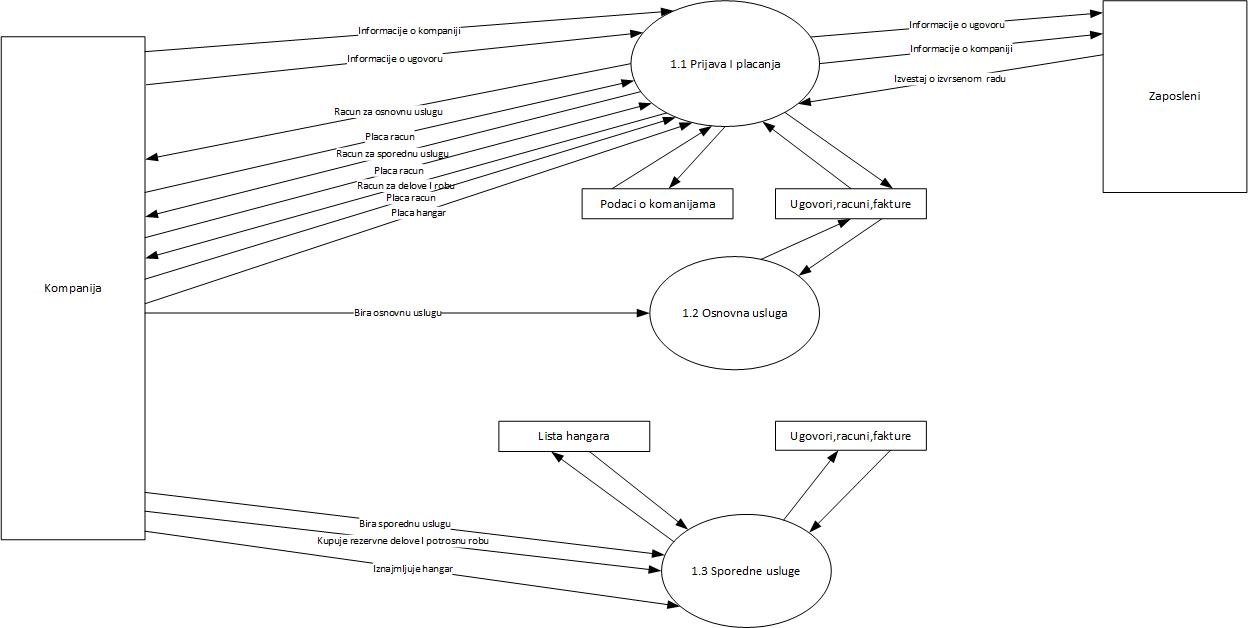 Informacije o kompaniji
Informacije o ugovoru
1.1 Prijava I placanja
Informacije o ugovoru
Informacije o kompaniji
Izvestaj o izvrsenom radu
Zaposleni
Racun za osnovnu uslugu
Placa racun
Racun za sporednu uslugu
Placa racun
Racun za delove I robu
Placa racun
Placa hangar
Podaci o komanijama
Ugovori,racuni,fakture
Kompanija
Bira osnovnu uslugu
1.2 Osnovna usluga
Lista hangara
Ugovori,racuni,fakture
Bira sporednu uslugu
Kupuje rezervne delove I potrosnu robu
Iznajmljuje hangar
1.3 Sporedne usluge